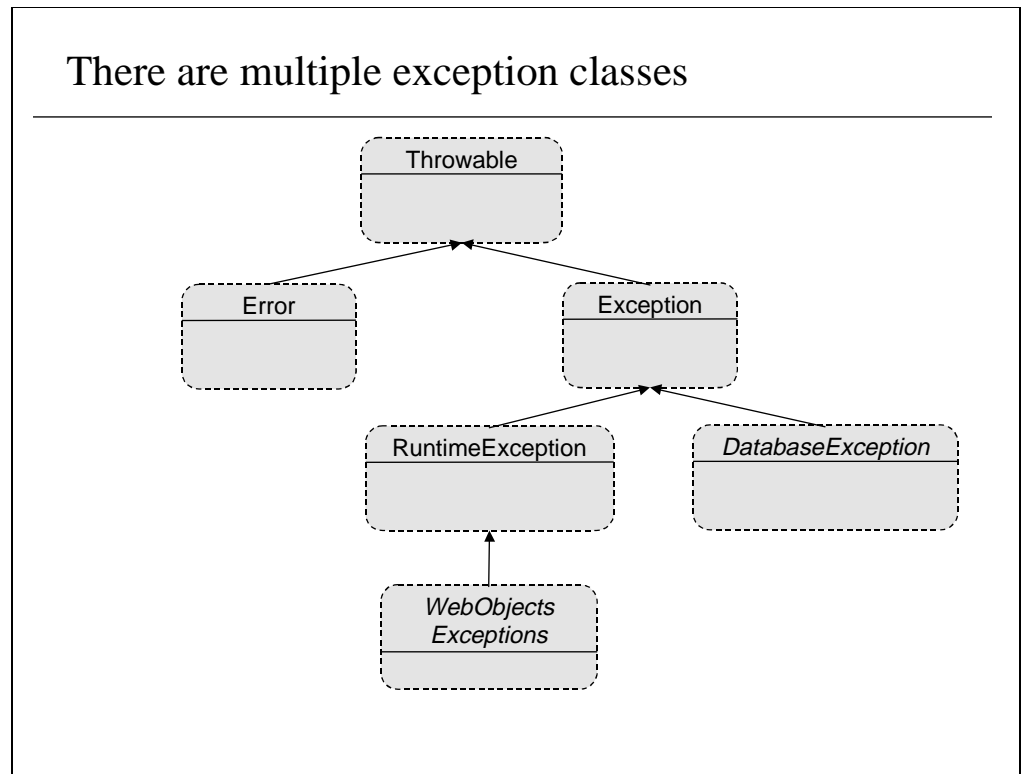 There are multiple exception classes
Throwable
Error
Exception
RuntimeException
DatabaseException
WebObjects
Exceptions